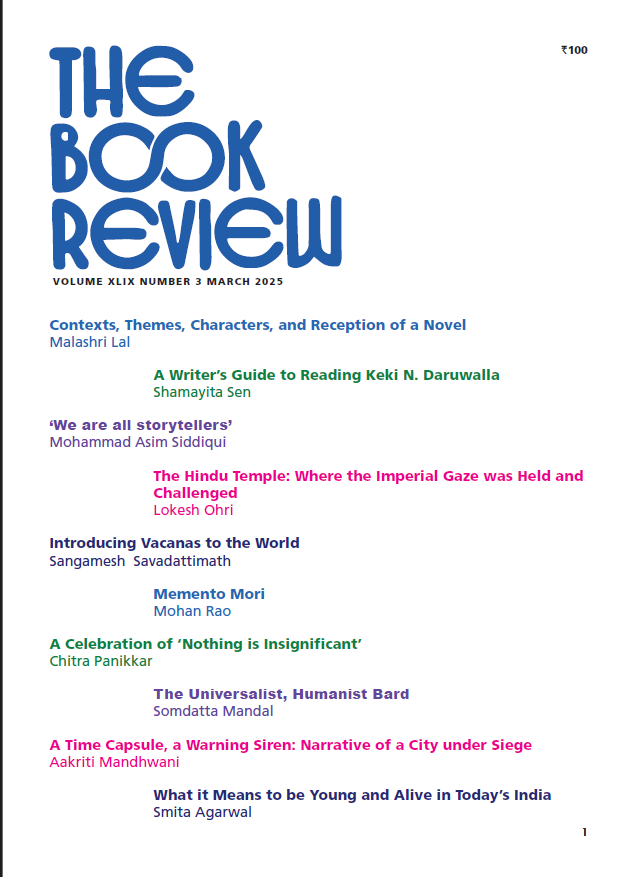 ₹100
THE
BOOK
REVIEW
VOLUME XLIX NUMBER 3 MARCH 2025
Contexts, Themes, Characters, and Reception of a Novel
Malashri Lal
A Writer’s Guide to Reading Keki N. Daruwalla
Shamayita Sen
‘We are all storytellers’
Mohammad Asim Siddiqui
The Hindu Temple: Where the Imperial Gaze was Held and
Challenged
Lokesh Ohri
Introducing Vacanas to the World
Sangamesh Savadattimath
Memento Mori
Mohan Rao
A Celebration of ‘Nothing is Insignificant’
Chitra Panikkar
The Universalist, Humanist Bard
Somdatta Mandal
A Time Capsule, a Warning Siren: Narrative of a City under Siege
Aakriti Mandhwani
What it Means to be Young and Alive in Today’s India
Smita Agarwal
1